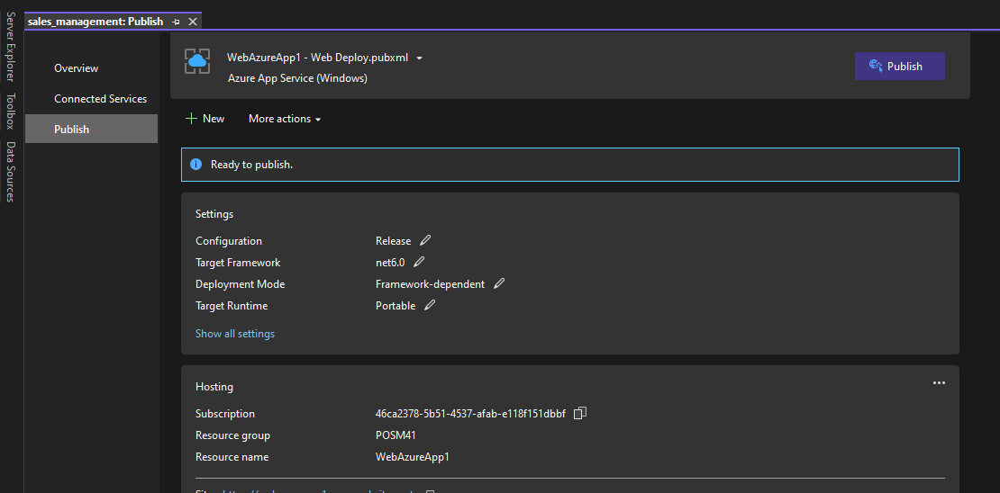 sales_management: Publish
Server Explorer
Toolbox
Data Sources
Overview
Connected Services
Publish
WebAzureApp1 - Web Deploy.pubxml
Azure App Service (Windows)
Publish
New
More actions
Ready to publish.
Settings
Configuration Release
Target Framework net6.0
Deployment Mode Framework-dependent
Target Runtime Portable
Show all settings
Hosting
Subscription 46ca2378-5b51-4537-afab-e118f151dbbf
Resource group POSM41
Resource name WebAzureApp1